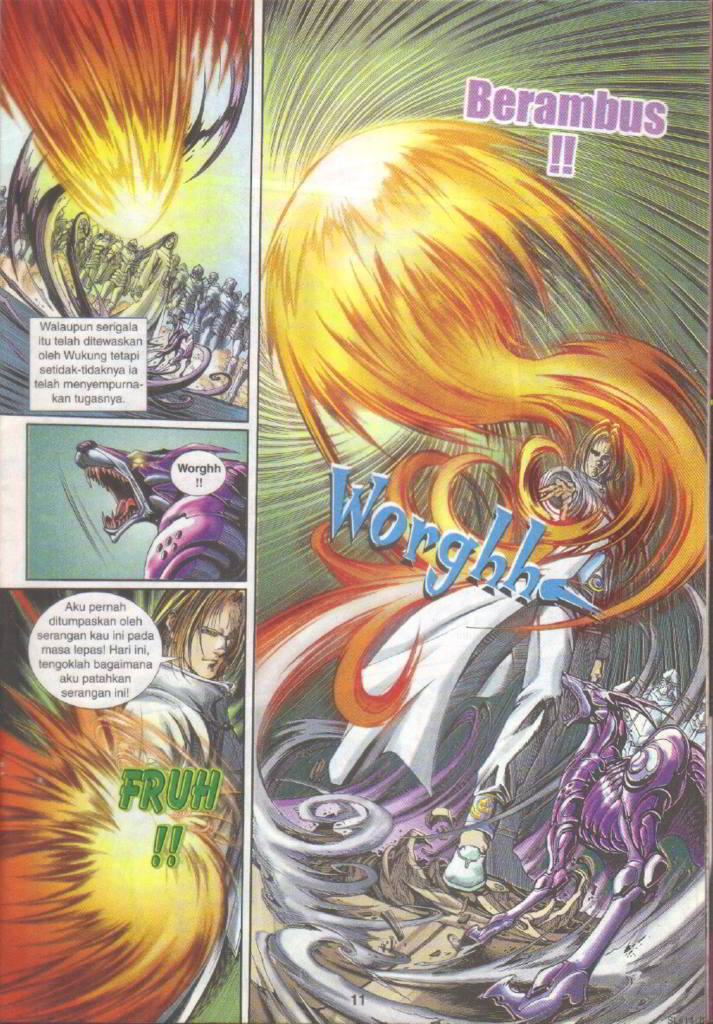 Walaupun serigala
itu telah ditewaskan
oleh Wukung tetapi
setidak-tidaknya ia
telah menyempurna-
kan tugasnya.
Worghh
!!
Aku pernah
ditumpaskan oleh
serangan kau ini pada
masa lepas! Hari ini,
tengoklah bagaimana
aku patahkan
serangan ini!
FRUH
!!
Berambus
!!
Worghh
11